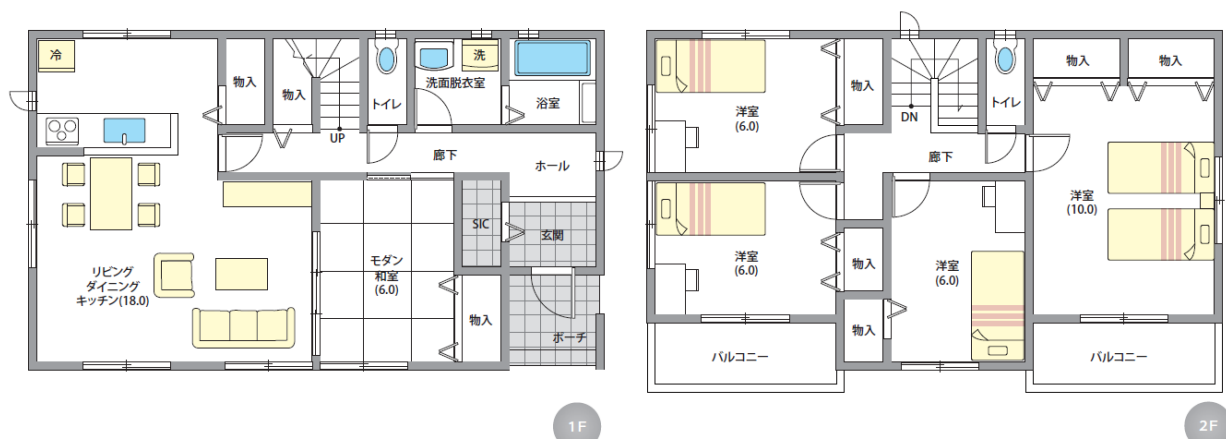 冷
物入
物入
トイレ
洗面脱衣室
洗
浴室
UP
廊下
ホール
リビング
ダイニング
キッチン(18.0)
モダン
和室
(6.0)
SIC
玄関
物入
ポーチ
1F
洋室
(6.0)
物入
DN
トイレ
物入
物入
廊下
洋室
(10.0)
洋室
(6.0)
物入
物入
洋室
(6.0)
バルコニー
バルコニー
2F